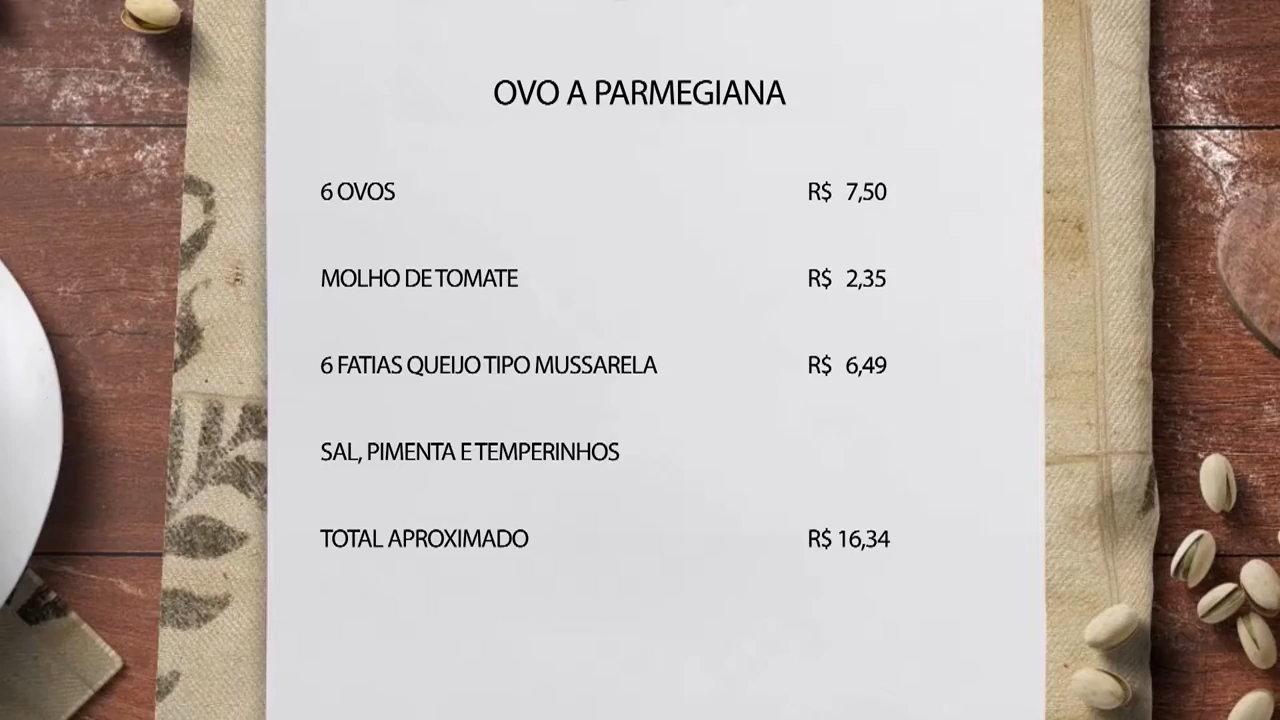 OVO A PARMEGIANA
6 OVOS R$ 7,50
MOLHO DE TOMATE R$ 2,35
6 FATIAS QUEIJO TIPO MUSSARELA R$ 6,49
SAL, PIMENTA E TEMPERINHOS
TOTAL APROXIMADO R$ 16,34